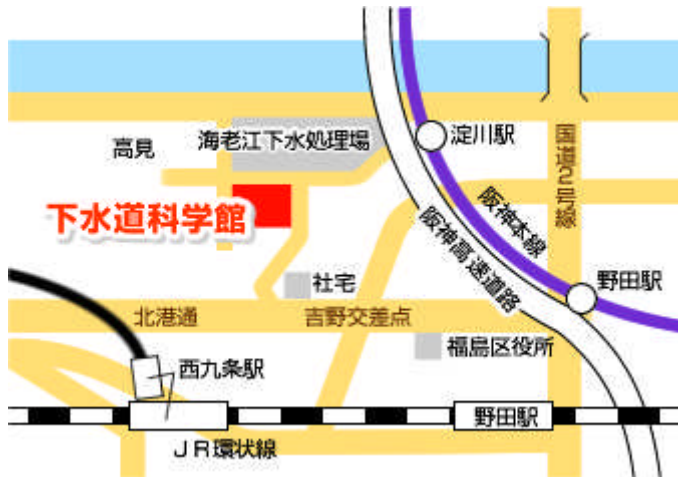 高見
海老江下水処理場
淀川駅
国道2号線
下水道科学館
阪神本線
阪神高速道路
社宅
野田駅
北港通
吉野交差点
福島区役所
西九条駅
野田駅
JR環状線